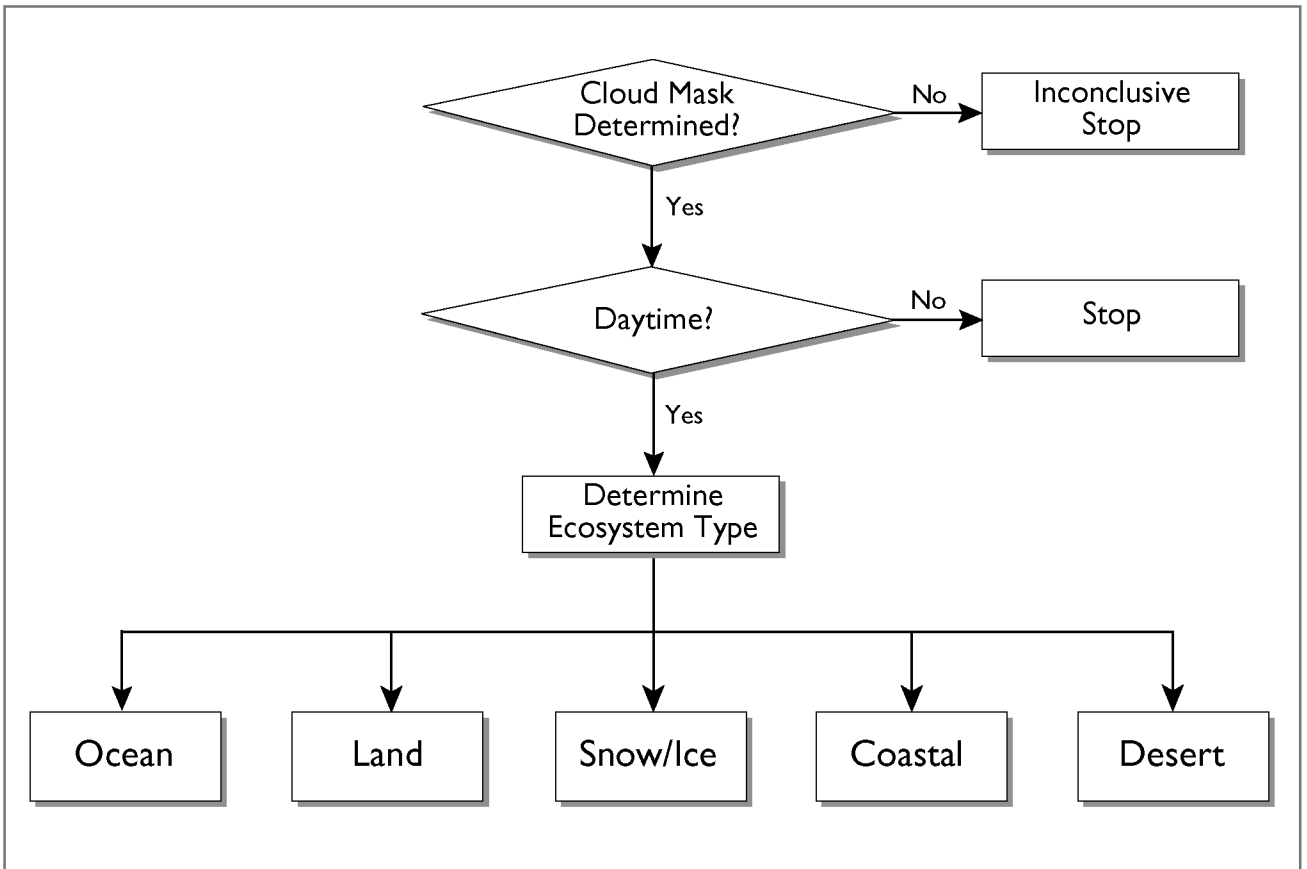 Cloud Mask
Determined?
No
Inconclusive
Stop
Yes
Daytime?
No
Stop
Yes
Determine
Ecosystem Type
Ocean
Land
Snow/Ice
Coastal
Desert